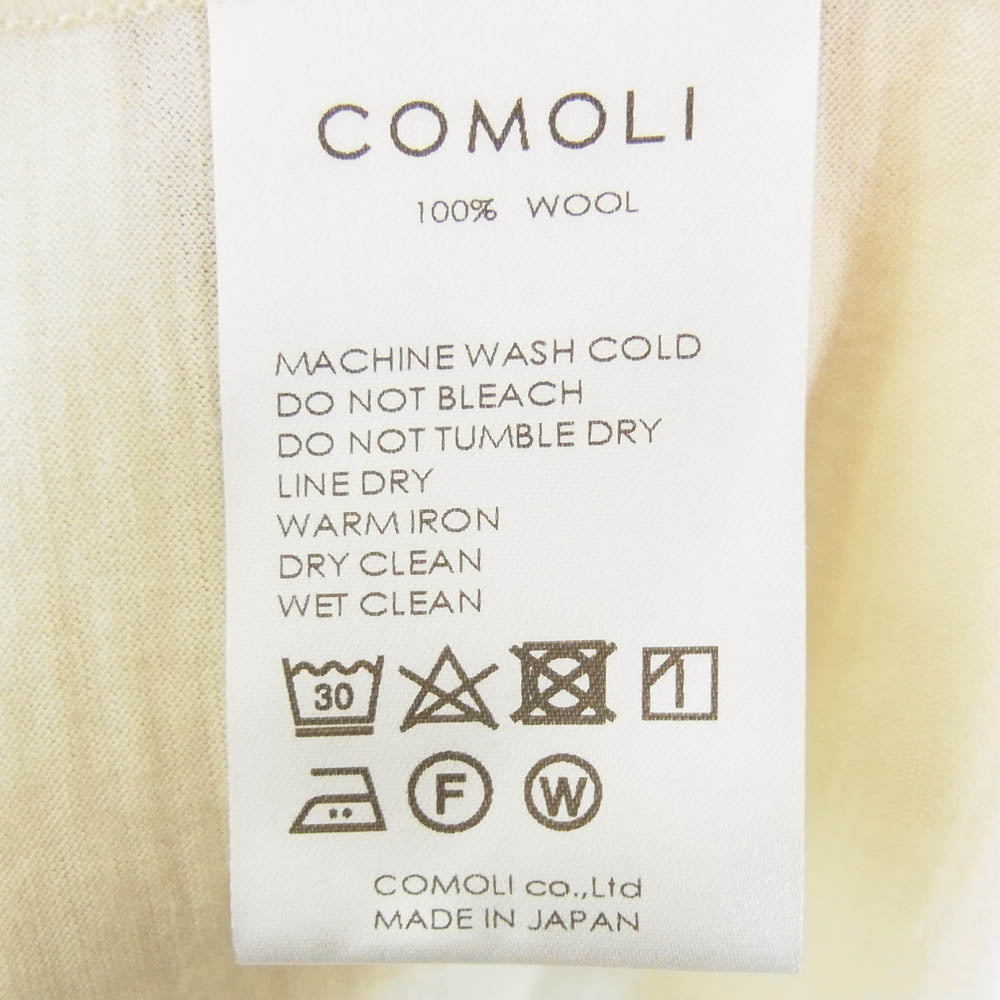 COMOLI
100% WOOL
MACHINE WASH COLD
DO NOT BLEACH
DO NOT TUMBLE DRY
LINE DRY
WARM IRON
DRY CLEAN
WET CLEAN
30
F W
COMOLI co.,Ltd
MADE IN JAPAN